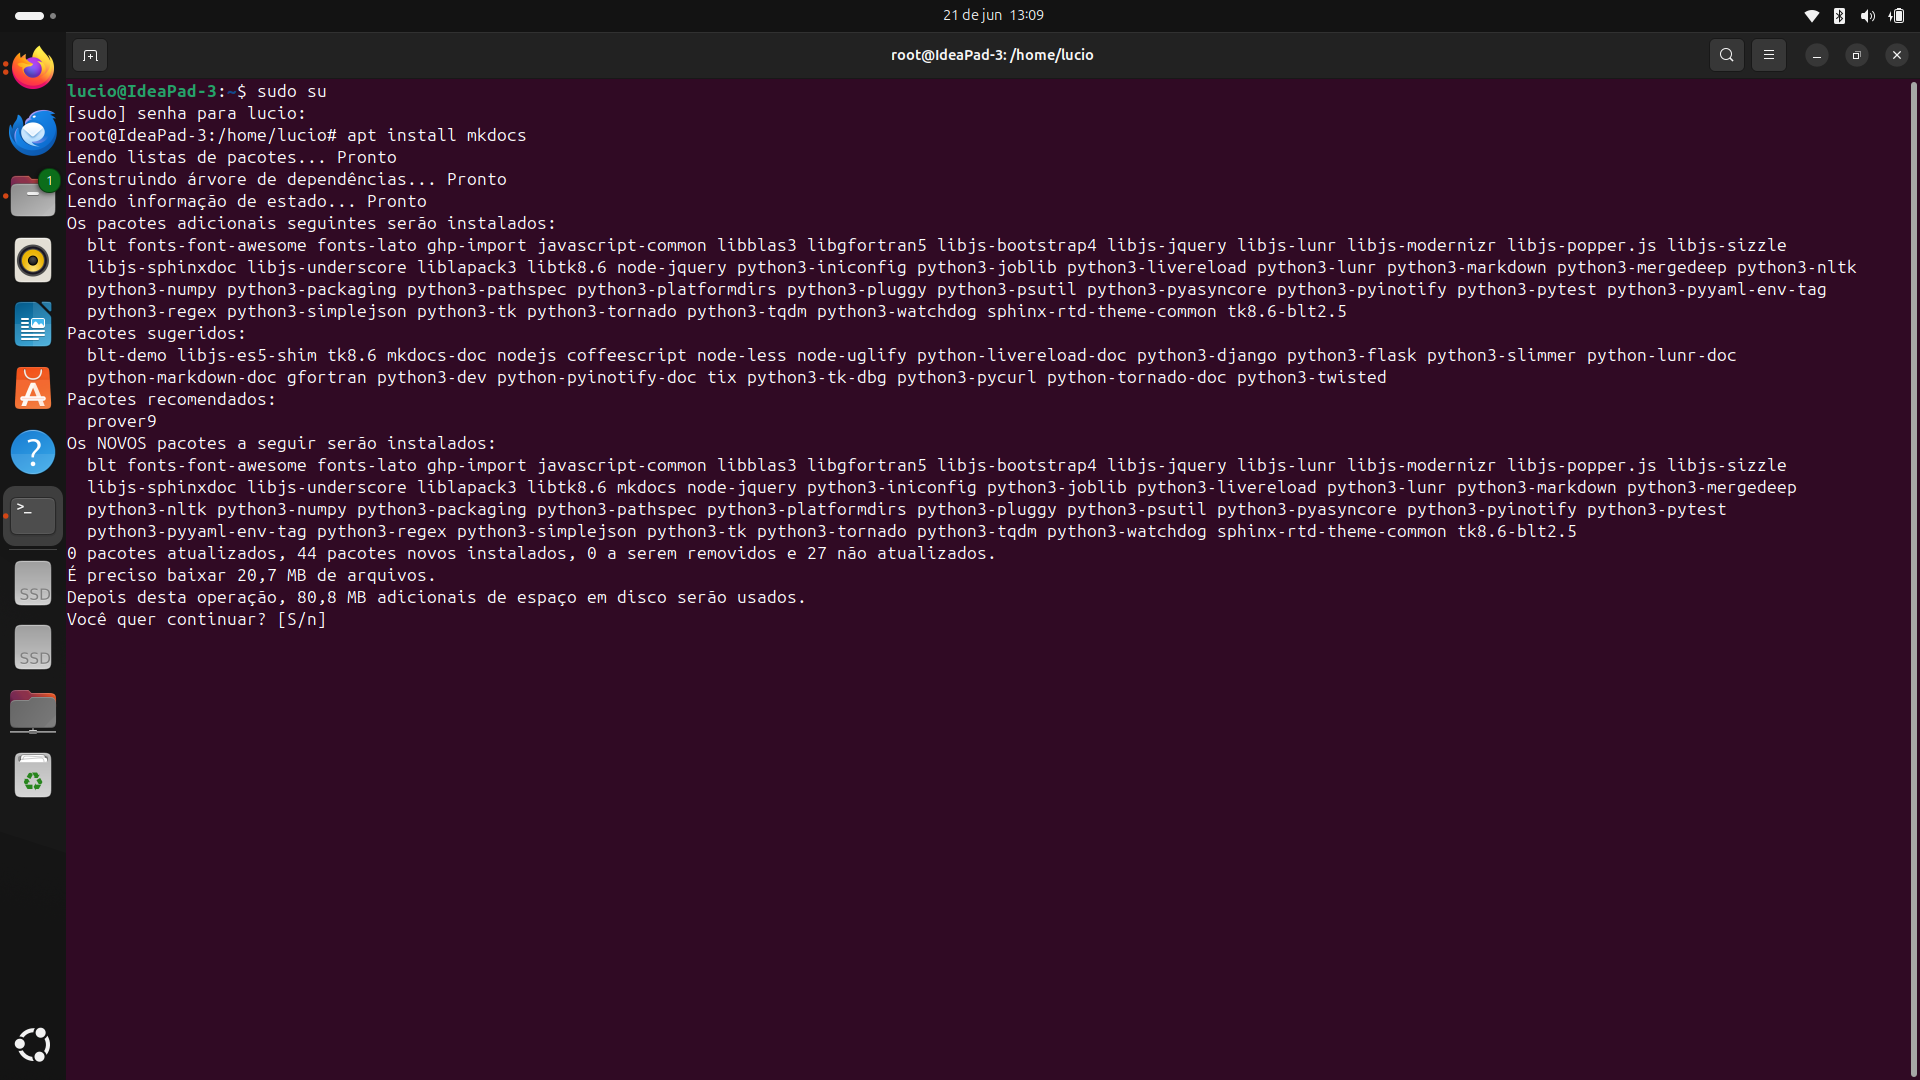 21 de jun 13:09
root@IdeaPad-3: /home/lucio
lucio@IdeaPad-3:~$ sudo su
[sudo] senha para lucio:
root@IdeaPad-3:/home/lucio# apt install mkdocs
Lendo listas de pacotes... Pronto
Construindo árvore de dependências... Pronto
Lendo informação de estado... Pronto
Os pacotes adicionais seguintes serão instalados:
  blt fonts-font-awesome fonts-lato ghp-import javascript-common libblas3 libgfortran5 libjs-bootstrap4 libjs-jquery libjs-lunr libjs-modernizr libjs-popper.js libjs-sizzle
  libjs-sphinxdoc libjs-underscore liblapack3 libtk8.6 node-jquery python3-iniconfig python3-joblib python3-livereload python3-lunr python3-markdown python3-mergedeep python3-nltk
  python3-numpy python3-packaging python3-pathspec python3-platformdirs python3-pluggy python3-psutil python3-pyasyncore python3-pyinotify python3-pytest python3-pyyaml-env-tag
  python3-regex python3-simplejson python3-tk python3-tornado python3-tqdm python3-watchdog sphinx-rtd-theme-common tk8.6-blt2.5
Pacotes sugeridos:
  blt-demo libjs-es5-shim tk8.6 mkdocs-doc nodejs coffeescript node-less node-uglify python-livereload-doc python3-django python3-flask python3-slimmer python-lunr-doc
  python-markdown-doc gfortran python3-dev python-pyinotify-doc tix python3-tk-dbg python3-pycurl python-tornado-doc python3-twisted
Pacotes recomendados:
  prover9
Os NOVOS pacotes a seguir serão instalados:
  blt fonts-font-awesome fonts-lato ghp-import javascript-common libblas3 libgfortran5 libjs-bootstrap4 libjs-jquery libjs-lunr libjs-modernizr libjs-popper.js libjs-sizzle
  libjs-sphinxdoc libjs-underscore liblapack3 libtk8.6 mkdocs node-jquery python3-iniconfig python3-joblib python3-livereload python3-lunr python3-markdown python3-mergedeep
  python3-nltk python3-numpy python3-packaging python3-pathspec python3-platformdirs python3-pluggy python3-psutil python3-pyasyncore python3-pyinotify python3-pytest
  python3-pyyaml-env-tag python3-regex python3-simplejson python3-tk python3-tornado python3-tqdm python3-watchdog sphinx-rtd-theme-common tk8.6-blt2.5
0 pacotes atualizados, 44 pacotes novos instalados, 0 a serem removidos e 27 não atualizados.
É preciso baixar 20,7 MB de arquivos.
Depois desta operação, 80,8 MB adicionais de espaço em disco serão usados.
Você quer continuar? [S/n]
1
?
>_
SSD
SSD